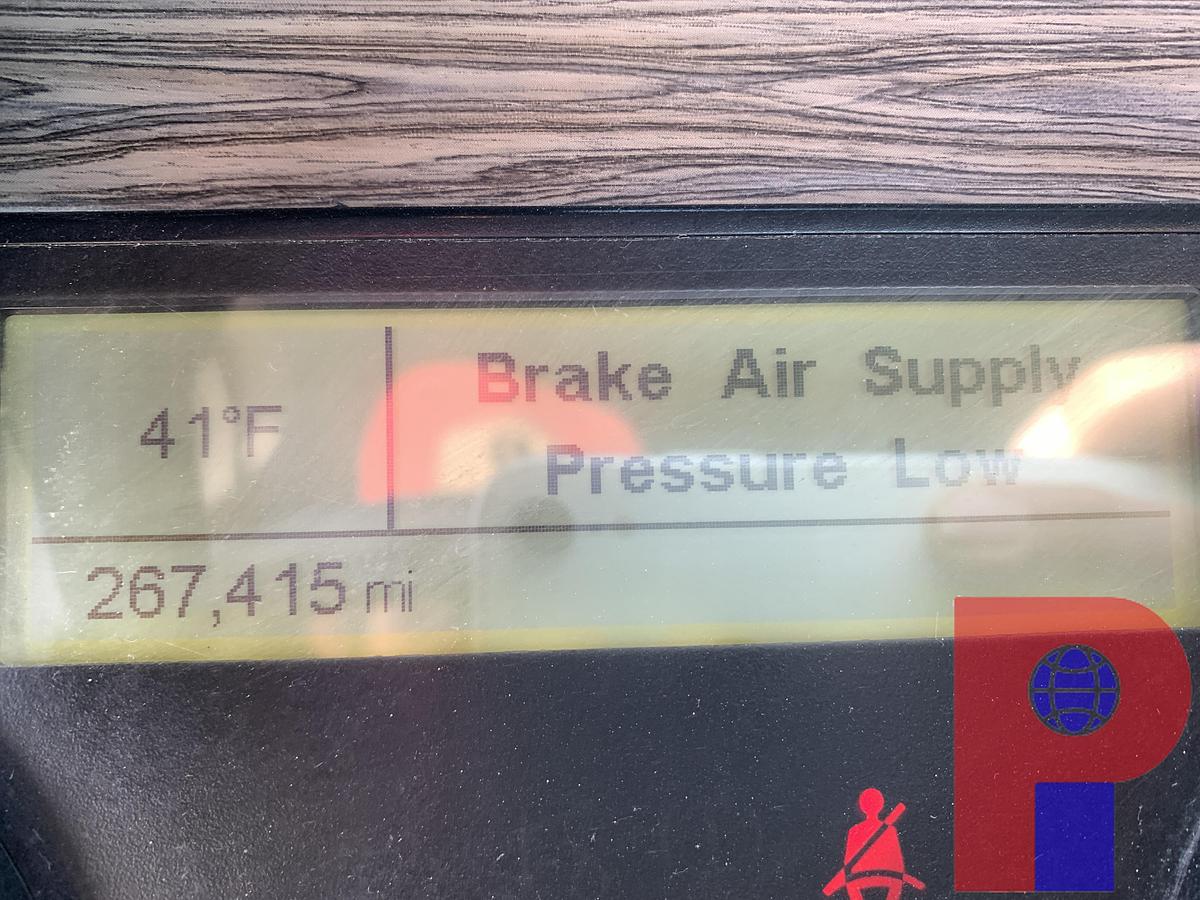 Brake Air Supply
Pressure Low
41°F
267,415 mi